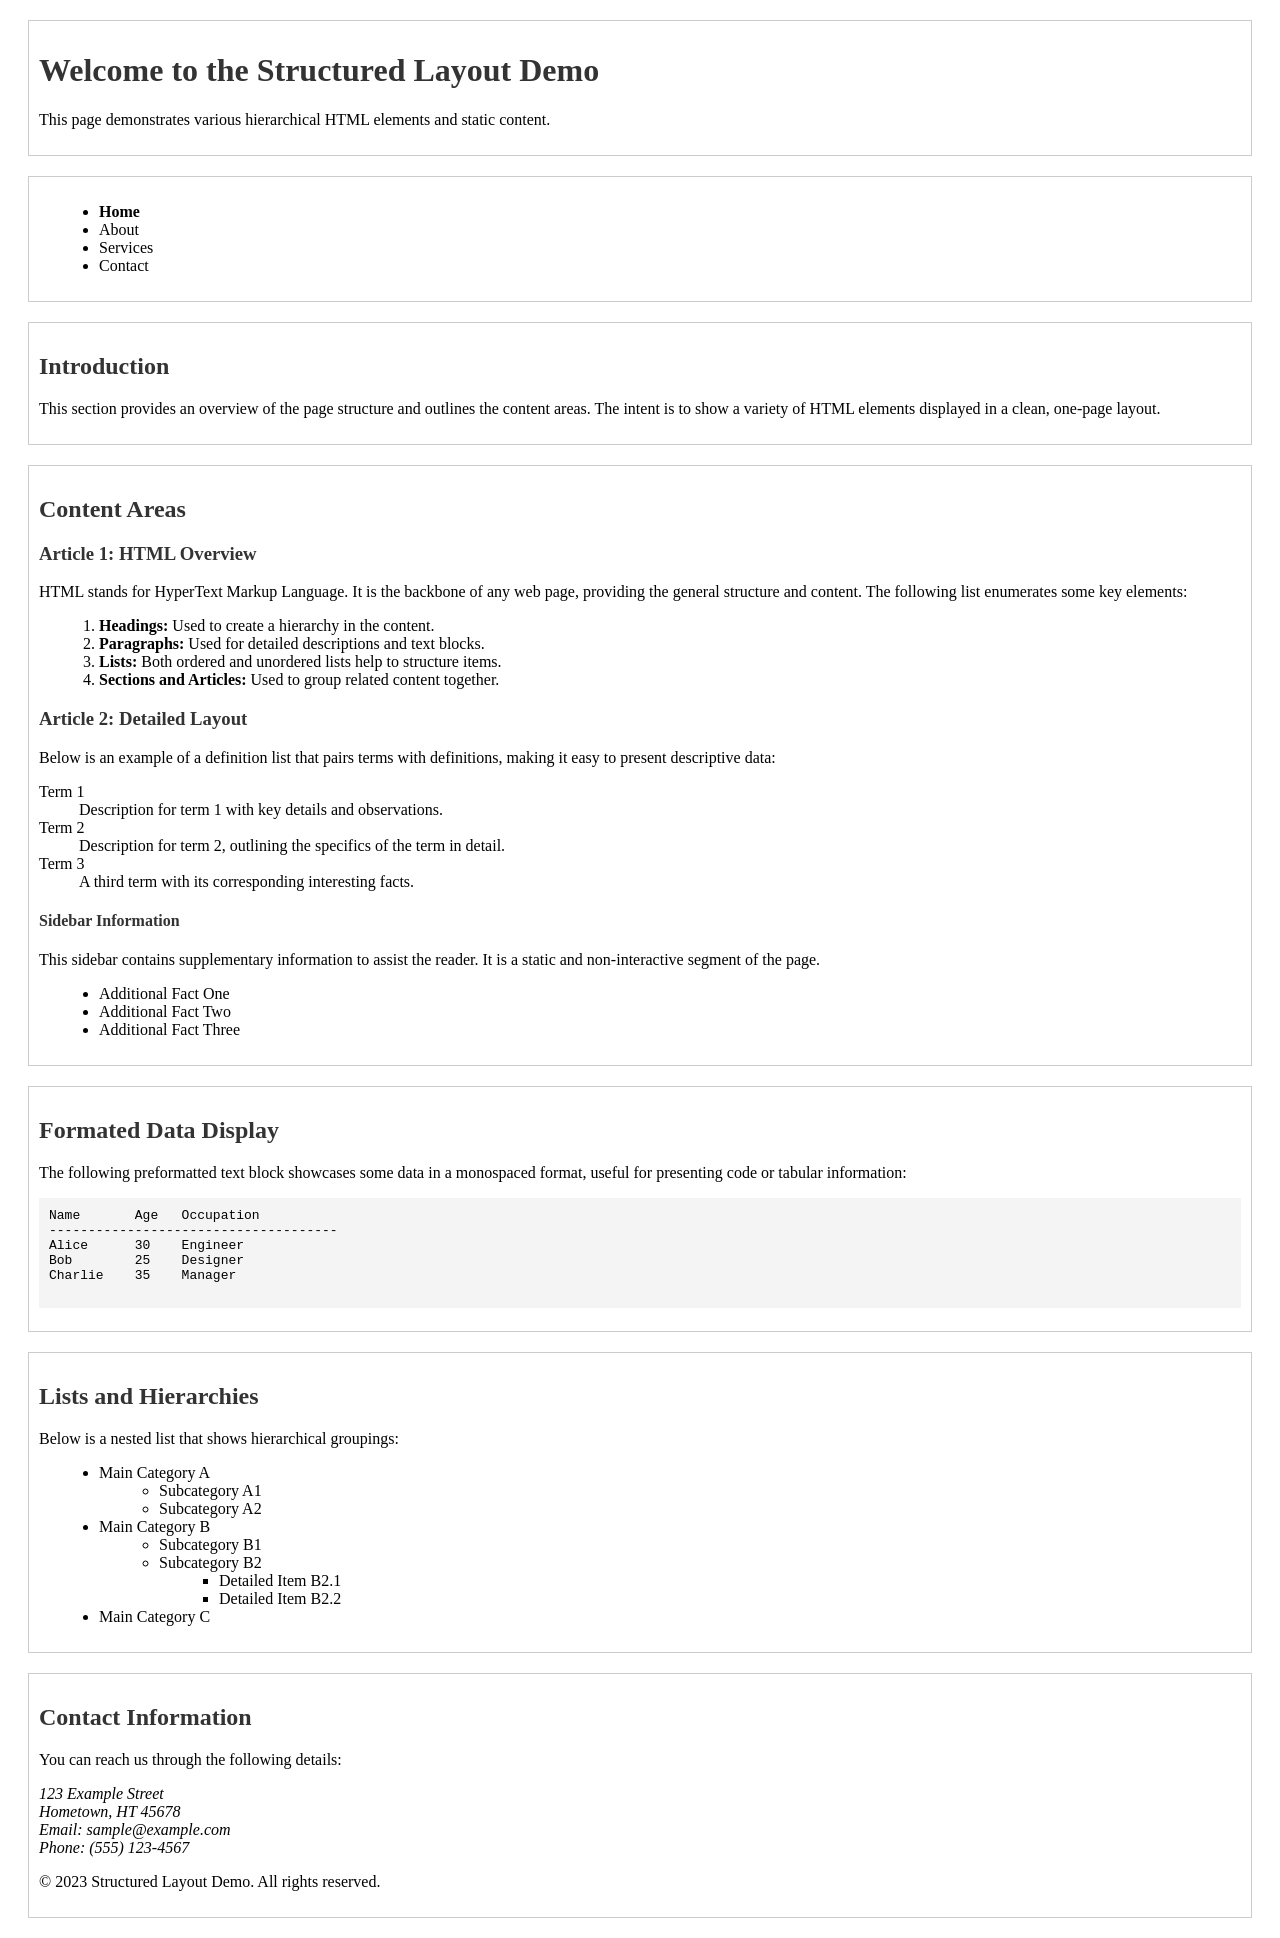 Welcome to the Structured Layout Demo
This page demonstrates various hierarchical HTML elements and static content.
Home
About
Services
Contact
Introduction
This section provides an overview of the page structure and outlines the content areas. The intent is to show a variety of HTML elements displayed in a clean, one-page layout.
Content Areas
Article 1: HTML Overview
HTML stands for HyperText Markup Language. It is the backbone of any web page, providing the general structure and content. The following list enumerates some key elements:
1. Headings: Used to create a hierarchy in the content.
2. Paragraphs: Used for detailed descriptions and text blocks.
3. Lists: Both ordered and unordered lists help to structure items.
4. Sections and Articles: Used to group related content together.
Article 2: Detailed Layout
Below is an example of a definition list that pairs terms with definitions, making it easy to present descriptive data:
Term 1
Description for term 1 with key details and observations.
Term 2
Description for term 2, outlining the specifics of the term in detail.
Term 3
A third term with its corresponding interesting facts.
Sidebar Information
This sidebar contains supplementary information to assist the reader. It is a static and non-interactive segment of the page.
Additional Fact One
Additional Fact Two
Additional Fact Three
Formated Data Display
The following preformatted text block showcases some data in a monospaced format, useful for presenting code or tabular information:
Name       Age   Occupation
-------------------------------------
Alice      30    Engineer
Bob        25    Designer
Charlie    35    Manager
Lists and Hierarchies
Below is a nested list that shows hierarchical groupings:
Main Category A
Subcategory A1
Subcategory A2
Main Category B
Subcategory B1
Subcategory B2
Detailed Item B2.1
Detailed Item B2.2
Main Category C
Contact Information
You can reach us through the following details:
123 Example Street
Hometown, HT 45678
Email: sample@example.com
Phone: (555) 123-4567
© 2023 Structured Layout Demo. All rights reserved.